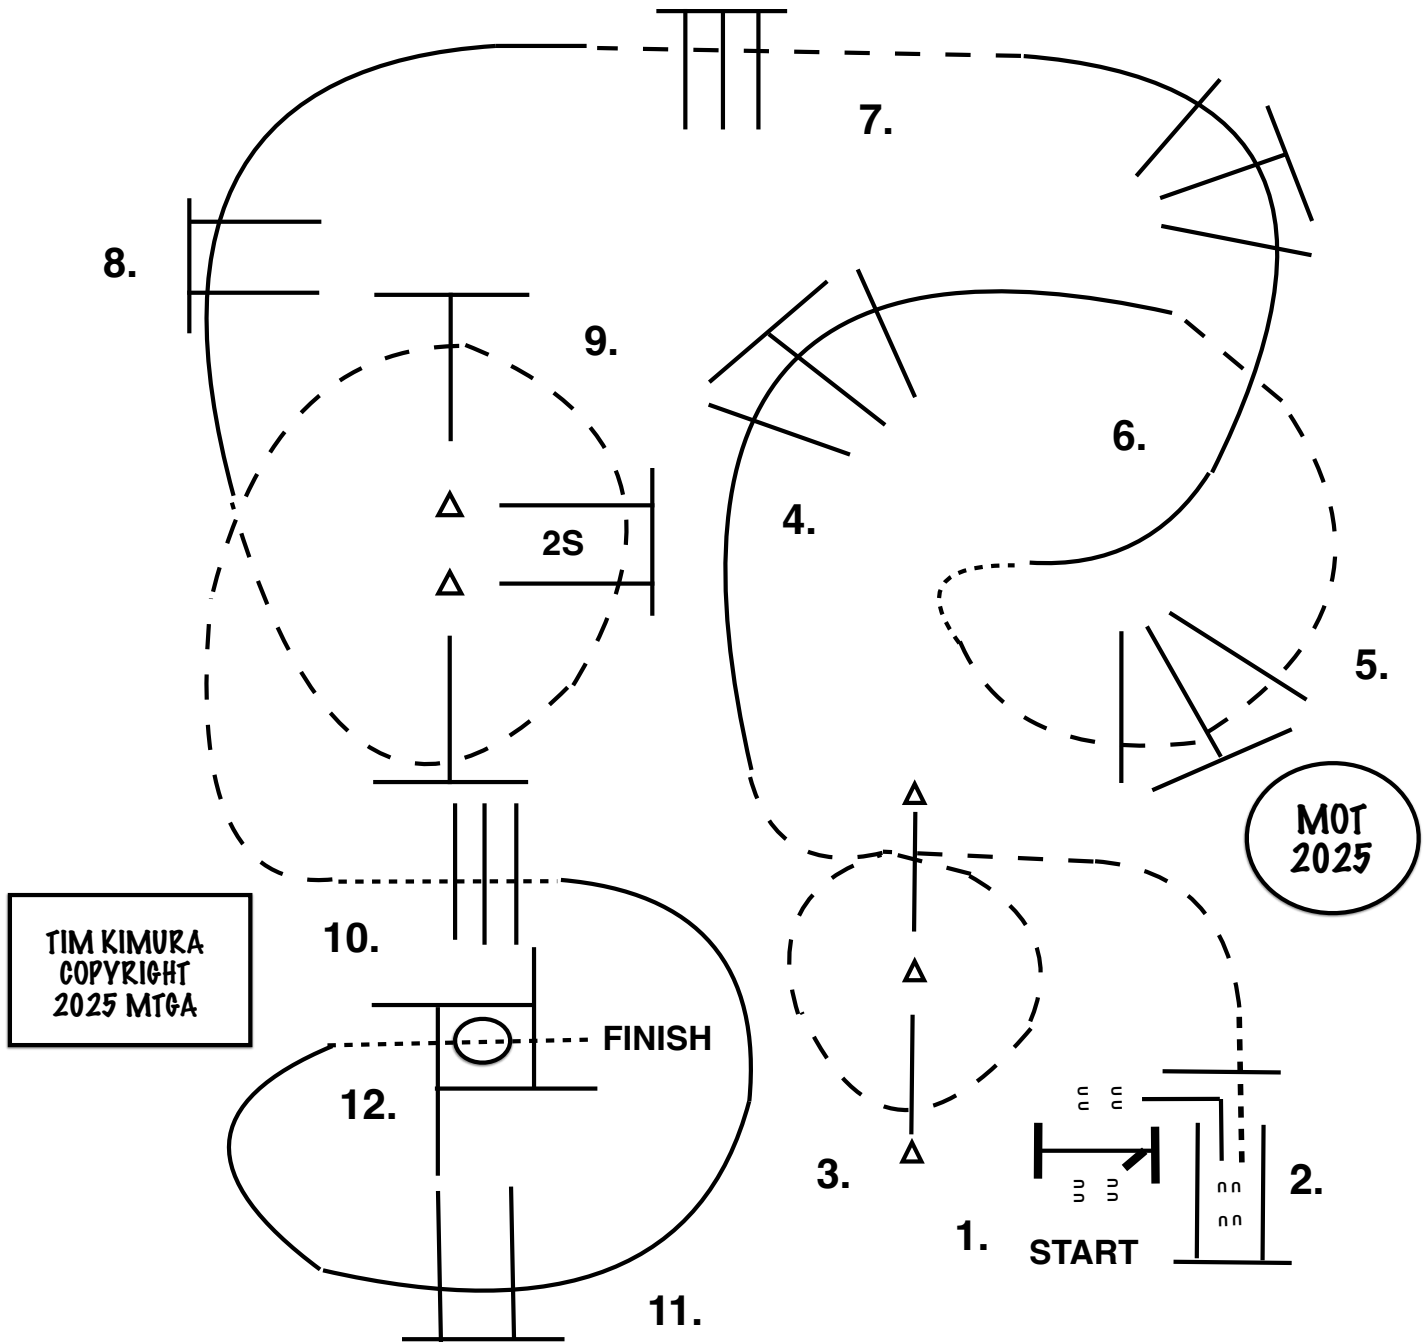 7.
8.
9.
6.
4.
2S
5.
MOT
2025
10.
TIM KIMURA
COPYRIGHT
2025 MTGA
FINISH
12.
3.
2.
1.
START
11.